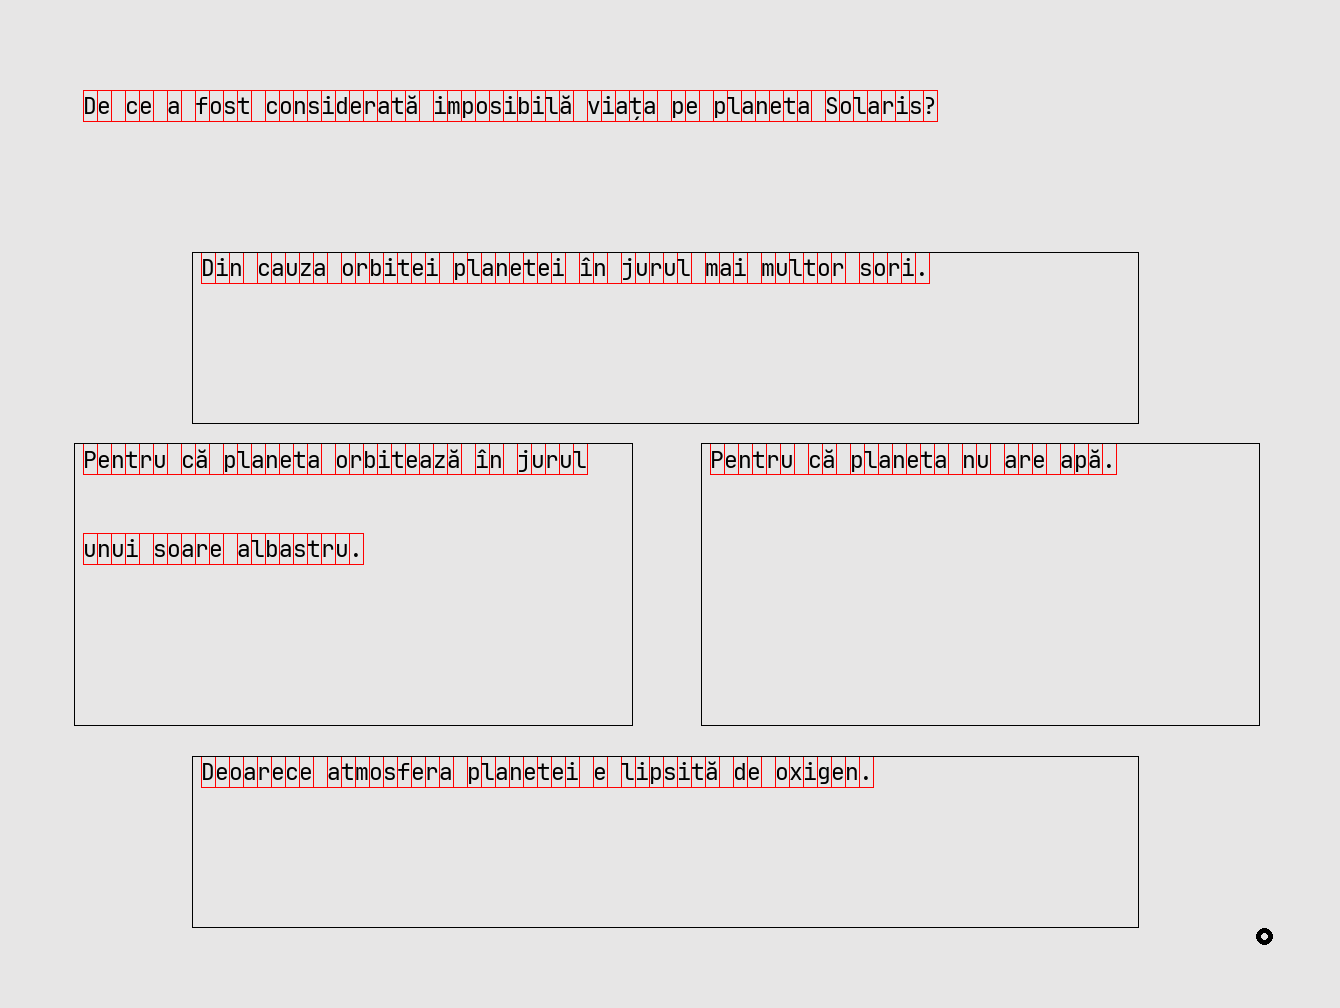 De ce a fost considerată imposibilă viața pe planeta Solaris?
Din cauza orbitei planetei în jurul mai multor sori.
Pentru că planeta orbitează în jurul
unui soare albastru.
Pentru că planeta nu are apă.
Deoarece atmosfera planetei e lipsită de oxigen.